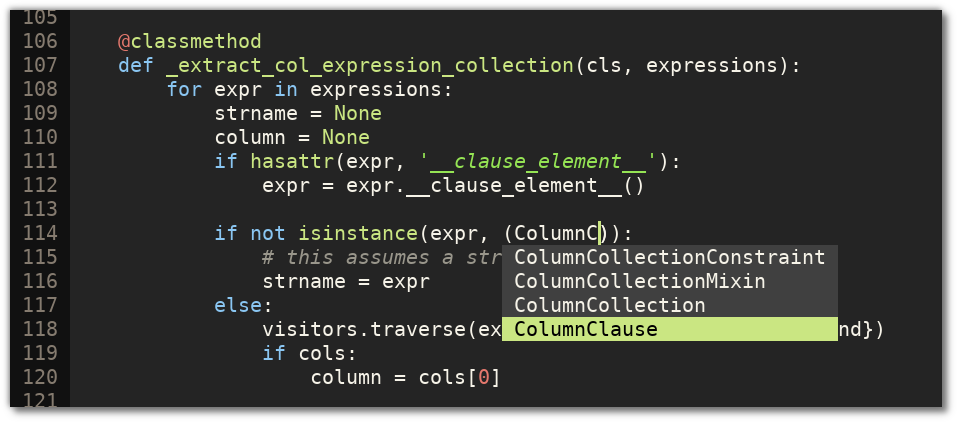 105
106     @classmethod
107     def _extract_col_expression_collection(cls, expressions):
108         for expr in expressions:
109             strname = None
110             column = None
111             if hasattr(expr, '__clause_element__'):
112                 expr = expr.__clause_element__()
113
114             if not isinstance(expr, (ColumnC)):
115                 # this assumes a str ColumnCollectionConstraint
116                 strname = expr ColumnCollectionMixin
117             else: ColumnCollection
118                 visitors.traverse(ex ColumnClause nd})
119                 if cols:
120                     column = cols[0]
121